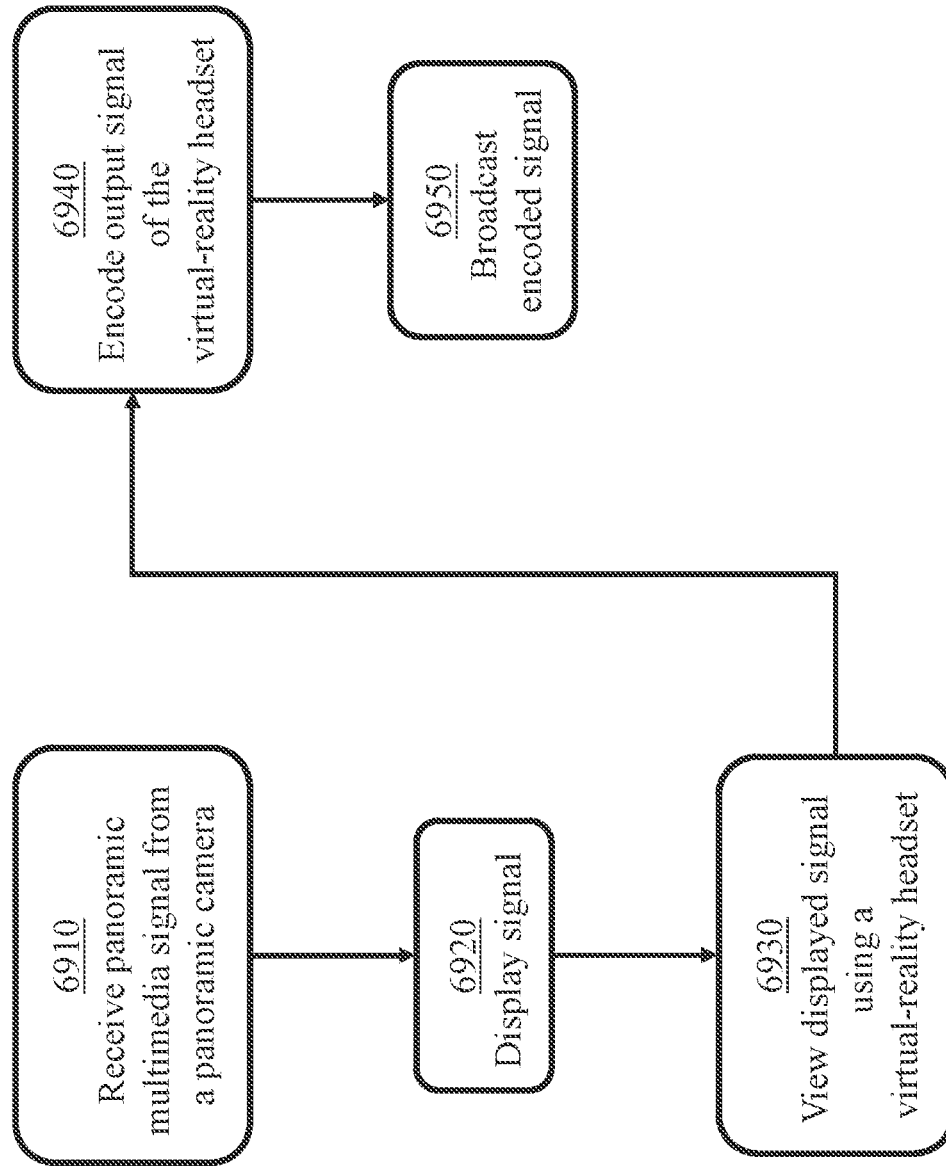 6910
Receive panoramic
multimedia signal from
a panoramic camera
6920
Display signal
6930
View displayed signal
using a
virtual-reality headset
6940
Encode output signal
of the
virtual-reality headset
6950
Broadcast
encoded signal